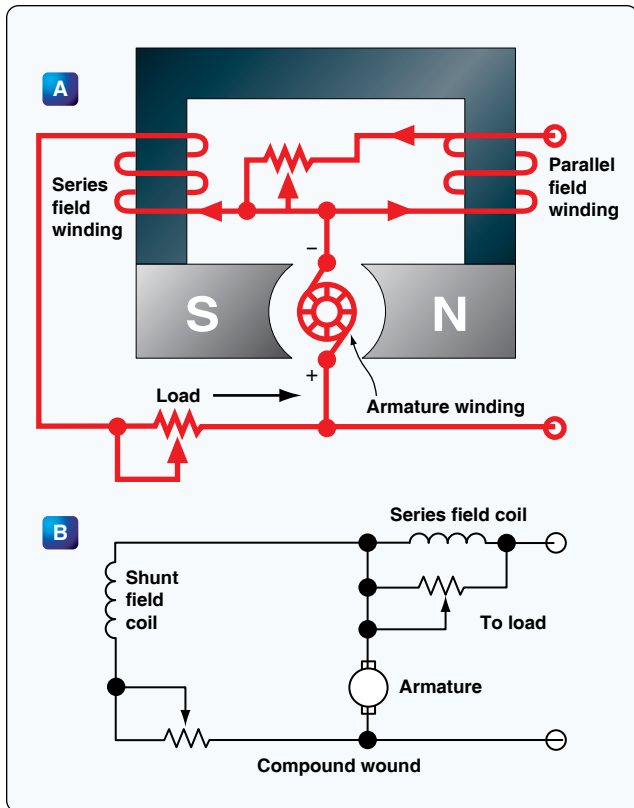 A
Series
field
winding
Parallel
field
winding
−
S
N
+
Load
Armature winding
B
Series field coil
Shunt
field
coil
To load
Armature
Compound wound